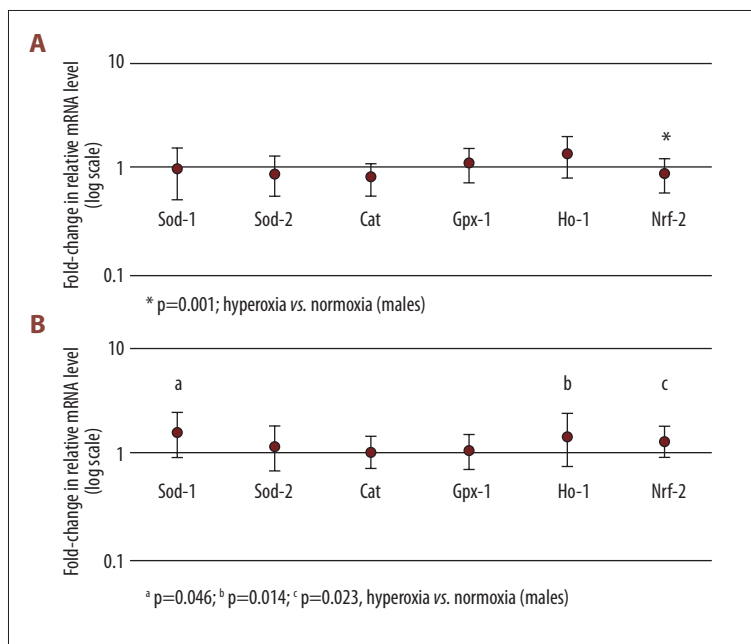 A
Fold-change in relative mRNA level
(log scale)
10
1
0.1
*
Sod-1 Sod-2 Cat Gpx-1 Ho-1 Nrf-2
* p=0.001; hyperoxia vs. normoxia (males)
B
Fold-change in relative mRNA level
(log scale)
10
1
0.1
a b c
Sod-1 Sod-2 Cat Gpx-1 Ho-1 Nrf-2
a p=0.046; b p=0.014; c p=0.023, hyperoxia vs. normoxia (males)